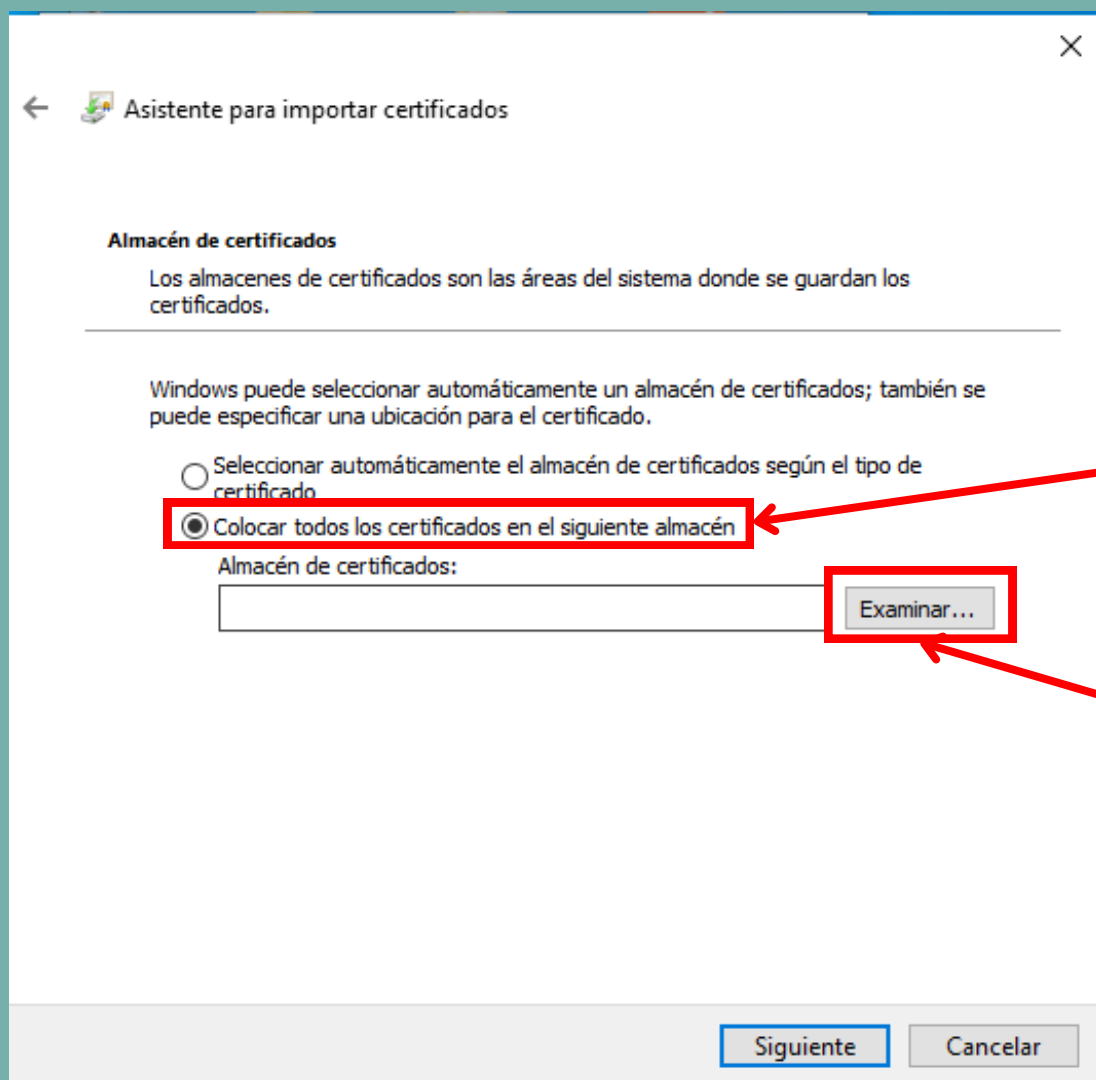 Asistente para importar certificados
Almacén de certificados
Los almacenes de certificados son las áreas del sistema donde se guardan los
certificados.
Windows puede seleccionar automáticamente un almacén de certificados; también se
puede especificar una ubicación para el certificado.
Seleccionar automáticamente el almacén de certificados según el tipo de
certificado
Colocar todos los certificados en el siguiente almacén
Almacén de certificados:
Examinar...
Siguiente
Cancelar